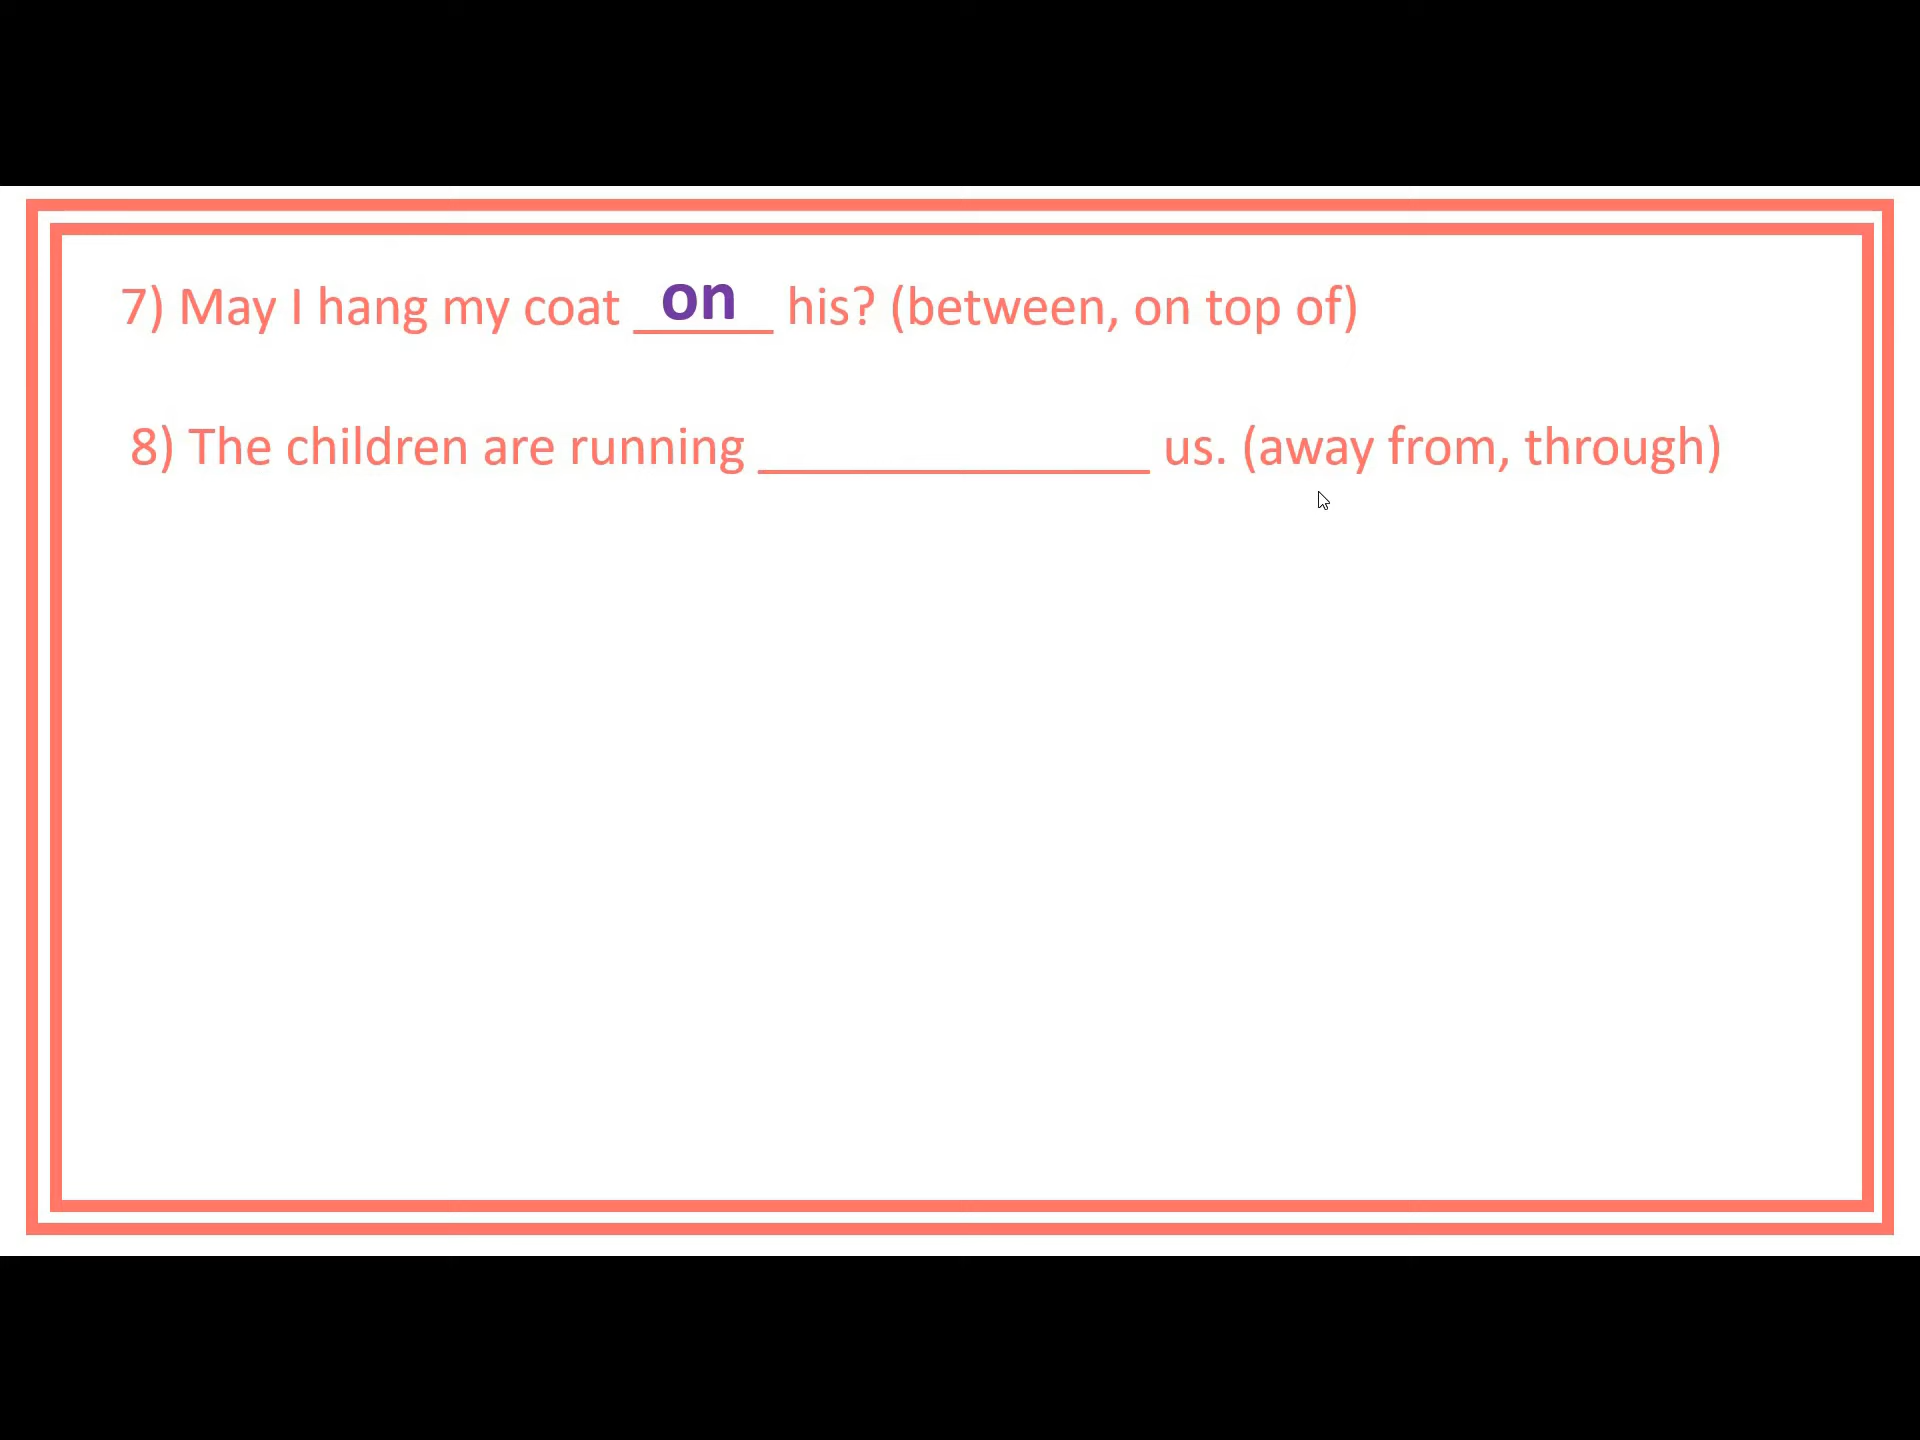 7) May I hang my coat on his? (between, on top of)
8) The children are running _______________ us. (away from, through)